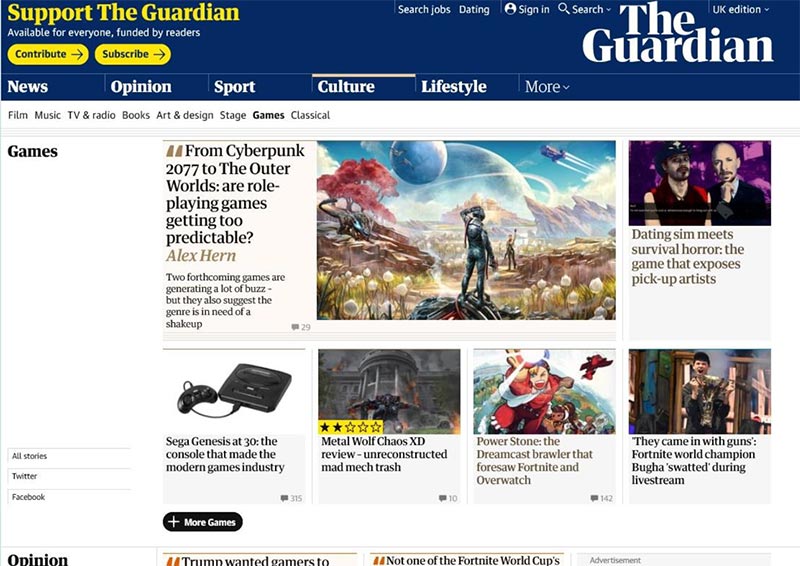 Support The Guardian
Available for everyone, funded by readers
Contribute →
Subscribe →
Search jobs
Dating
Sign in
Search
UK edition
The
Guardian
News
Opinion
Sport
Culture
Lifestyle
More
Film Music TV & radio Books Art & design Stage Games Classical
Games
From Cyberpunk
2077 to The Outer
Worlds: are role-
playing games
getting too
predictable?
Alex Hern
Two forthcoming games are
generating a lot of buzz –
but they also suggest the
genre is in need of a
shakeup
29
Dating sim meets
survival horror: the
game that exposes
pick-up artists
Sega Genesis at 30: the
console that made the
modern games industry
315
Metal Wolf Chaos XD
review – unreconstructed
mad mech trash
10
Power Stone: the
Dreamcast brawler that
foresaw Fortnite and
Overwatch
142
'They came in with guns':
Fortnite world champion
Bugha 'swatted' during
livestream
All stories
Twitter
Facebook
+ More Games
Opinion
Trump wanted gamers to
Not one of the Fortnite World Cup's
Advertisement